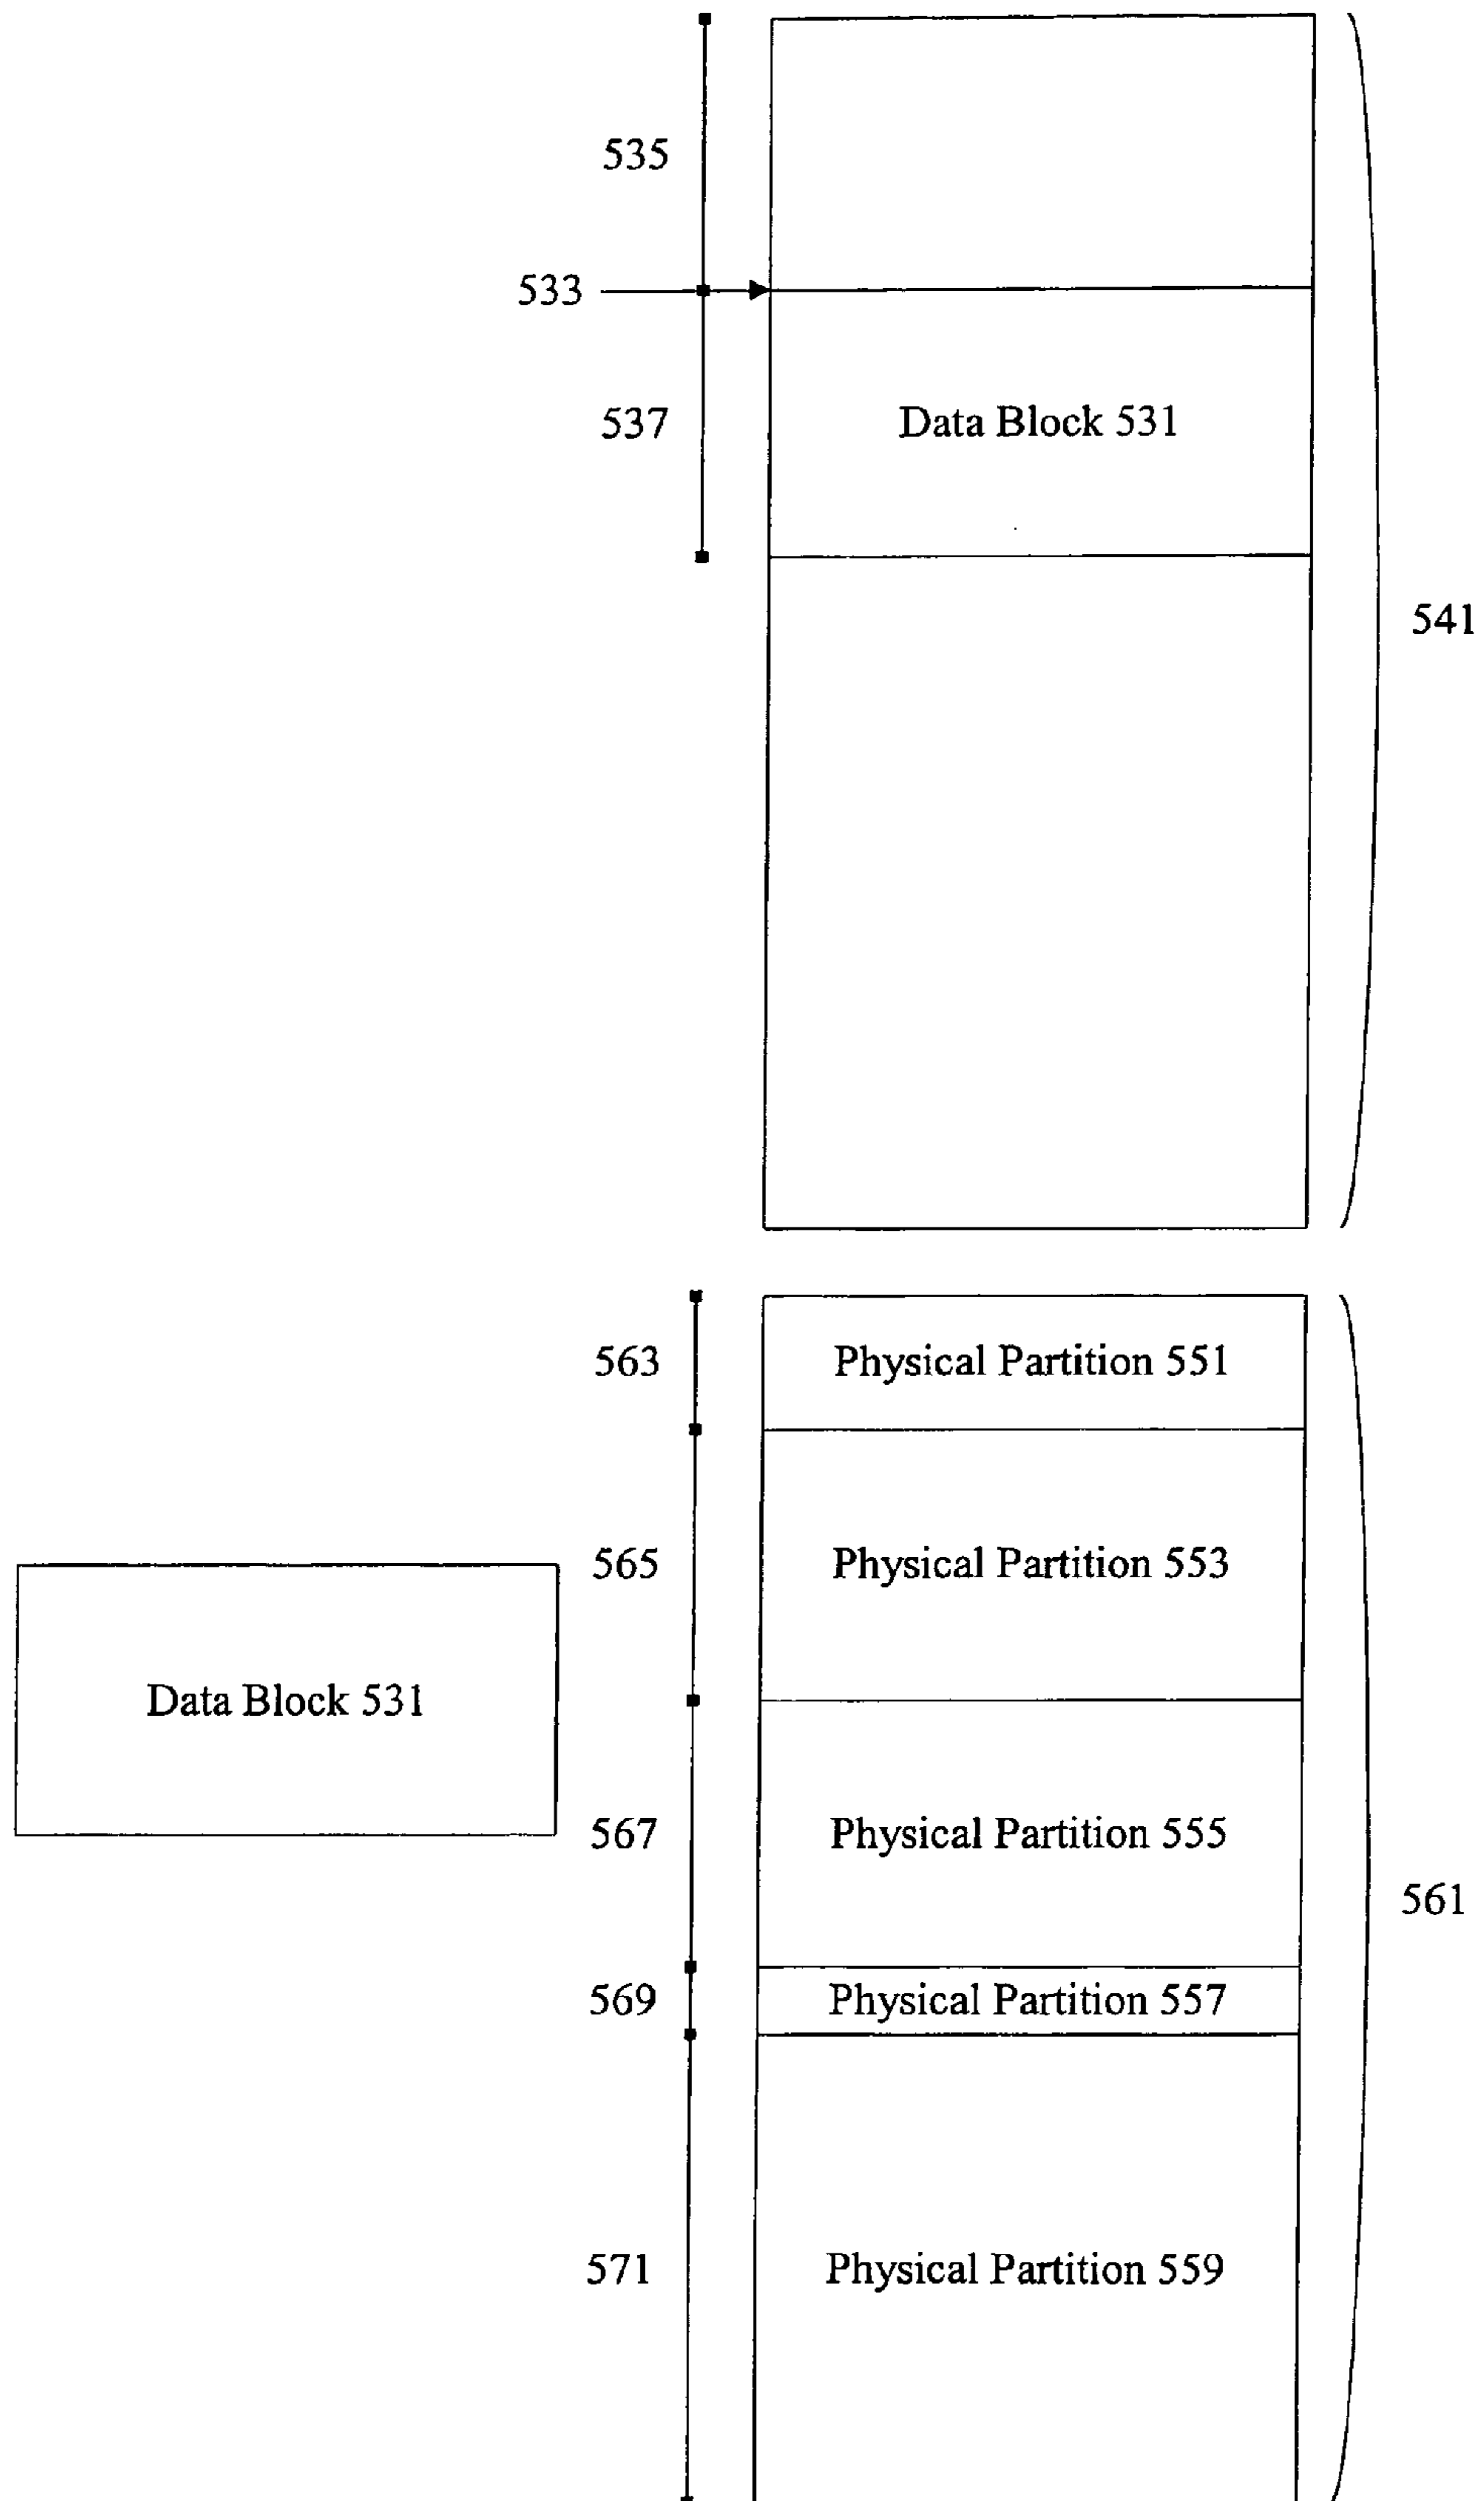 535
533
537
Data Block 531
541
563
Physical Partition 551
565
Physical Partition 553
Data Block 531
567
Physical Partition 555
561
569
Physical Partition 557
571
Physical Partition 559